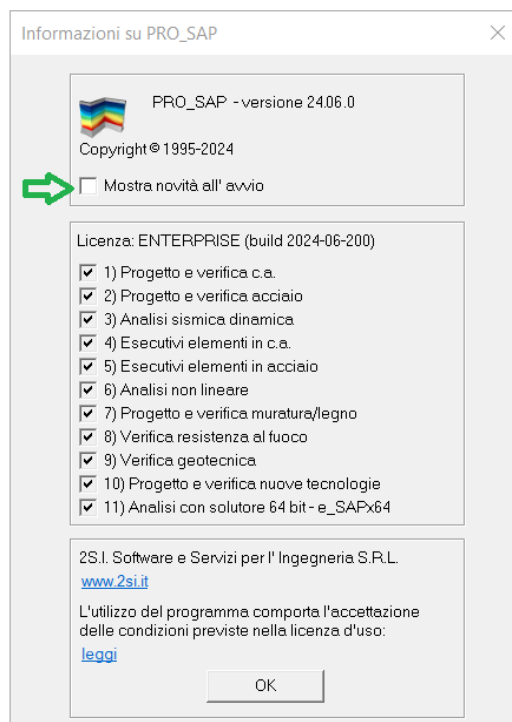 Informazioni su PRO_SAP
PRO_SAP - versione 24.06.0
Copyright © 1995-2024
Mostra novità all' avvio
Licenza: ENTERPRISE (build 2024-06-200)
1) Progetto e verifica c.a.
2) Progetto e verifica acciaio
3) Analisi sismica dinamica
4) Esecutivi elementi in c.a.
5) Esecutivi elementi in acciaio
6) Analisi non lineare
7) Progetto e verifica muratura/legno
8) Verifica resistenza al fuoco
9) Verifica geotecnica
10) Progetto e verifica nuove tecnologie
11) Analisi con solutore 64 bit - e_SAPx64
2S.I. Software e Servizi per l' Ingegneria S.R.L.
www.2si.it
L'utilizzo del programma comporta l'accettazione
delle condizioni previste nella licenza d'uso:
leggi
OK